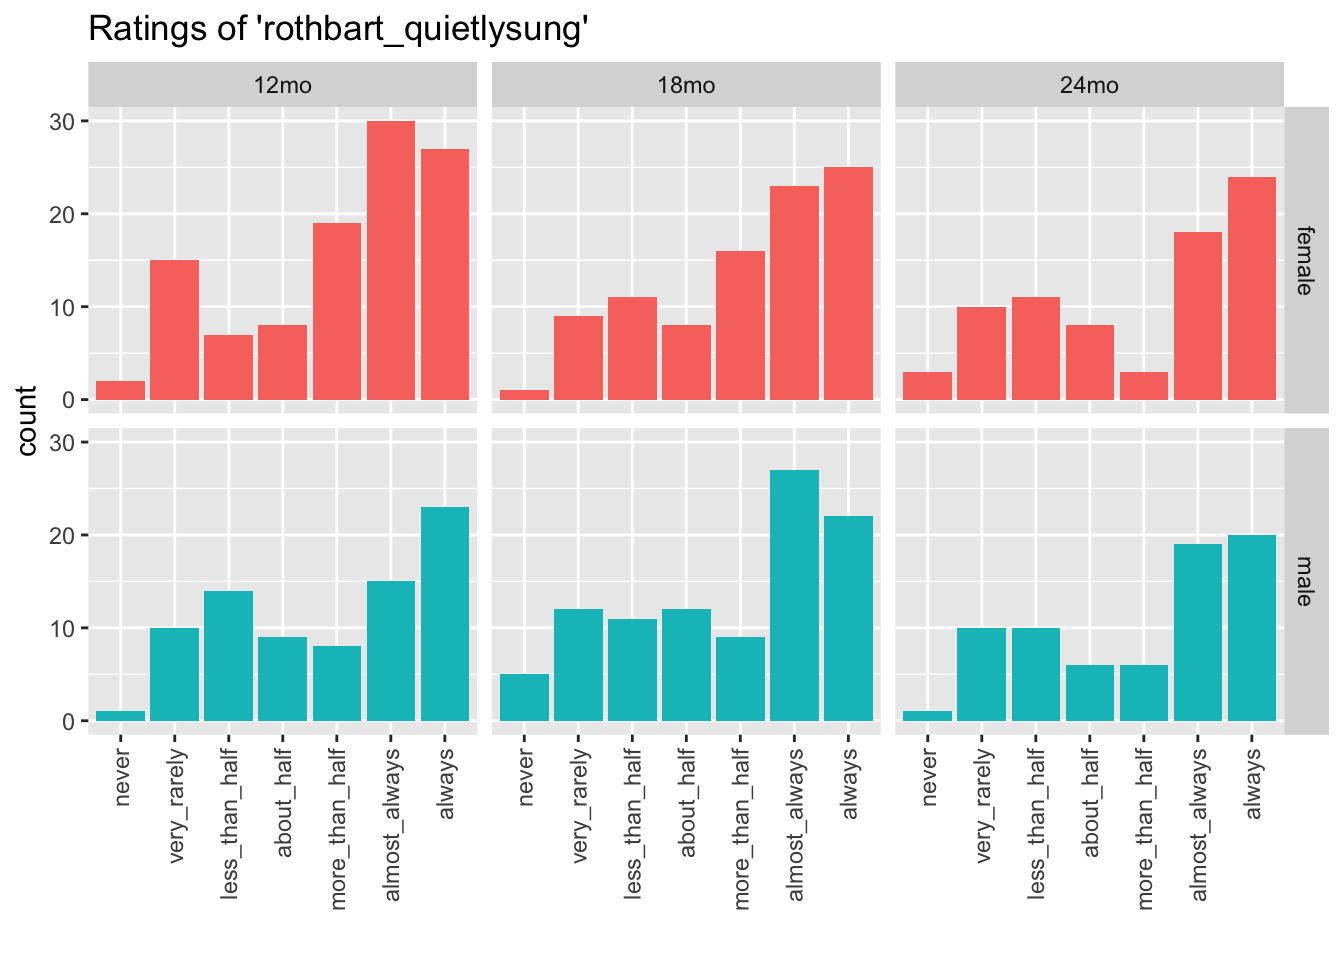 Ratings of 'rothbart_quietlysung'
12mo 18mo 24mo
30
20
10
0
female
count
30
20
10
0
male
never very_rarely less_than_half about_half more_than_half almost_always always
never very_rarely less_than_half about_half more_than_half almost_always always
never very_rarely less_than_half about_half more_than_half almost_always always